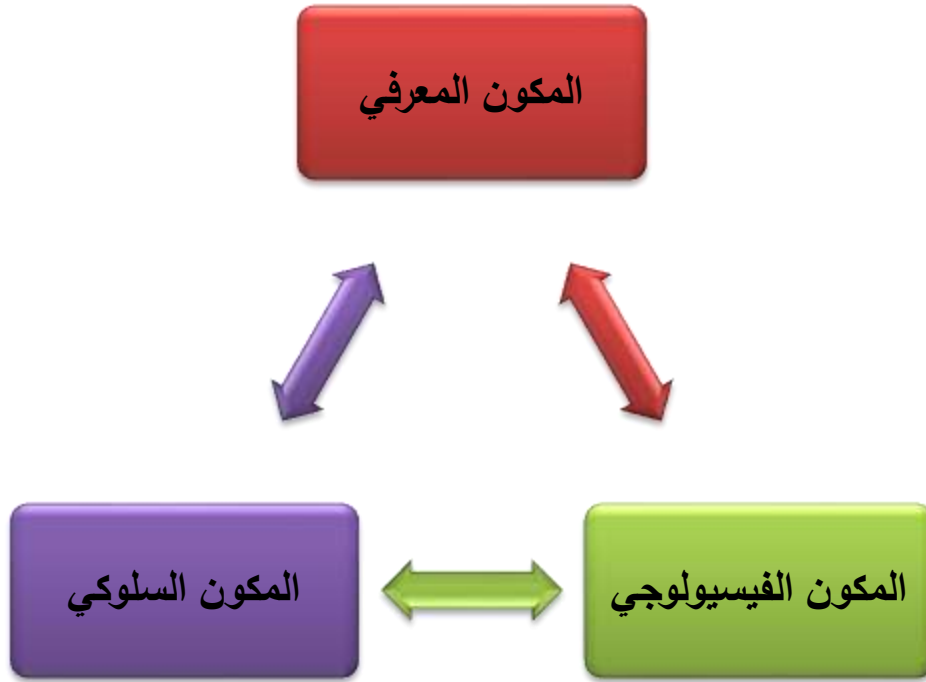 المكون المعرفي
المكون الفيسيولوجي
المكون السلوكي